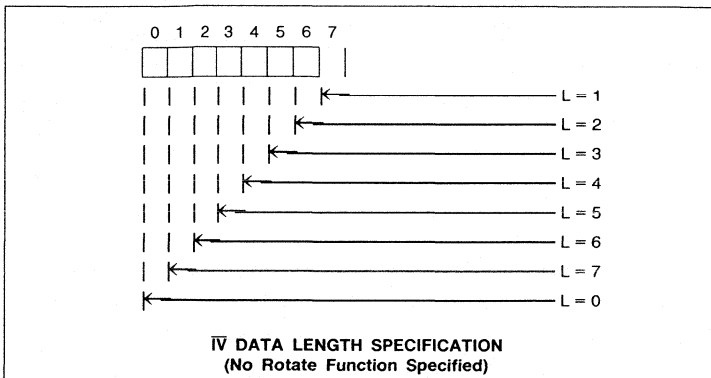 0 1 2 3 4 5 6 7
L = 1
L = 2
L = 3
L = 4
L = 5
L = 6
L = 7
L = 0
I̅V̅ DATA LENGTH SPECIFICATION
(No Rotate Function Specified)